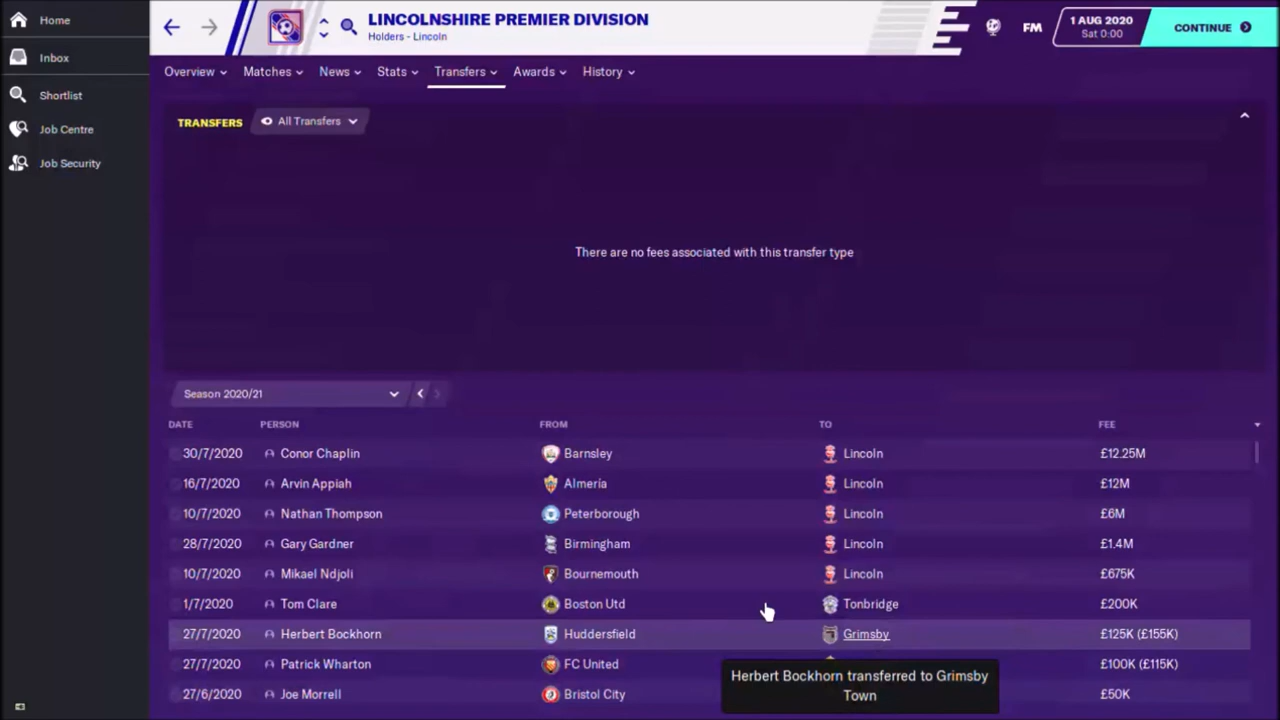 Home
LINCOLNSHIRE PREMIER DIVISION
Holders - Lincoln
FM
1 AUG 2020
Sat 0:00
CONTINUE
Inbox
Shortlist
Job Centre
Job Security
Overview Matches News Stats Transfers Awards History
TRANSFERS All Transfers
There are no fees associated with this transfer type
Season 2020/21
DATE PERSON FROM TO FEE
30/7/2020 Conor Chaplin Barnsley Lincoln £12.25M
16/7/2020 Arvin Appiah Almería Lincoln £12M
10/7/2020 Nathan Thompson Peterborough Lincoln £6M
28/7/2020 Gary Gardner Birmingham Lincoln £1.4M
10/7/2020 Mikael Ndjoli Bournemouth Lincoln £675K
1/7/2020 Tom Clare Boston Utd Tonbridge £200K
27/7/2020 Herbert Bockhorn Huddersfield Grimsby £125K (£155K)
27/7/2020 Patrick Wharton FC United £100K (£115K)
27/6/2020 Joe Morrell Bristol City £50K
Herbert Bockhorn transferred to Grimsby
Town